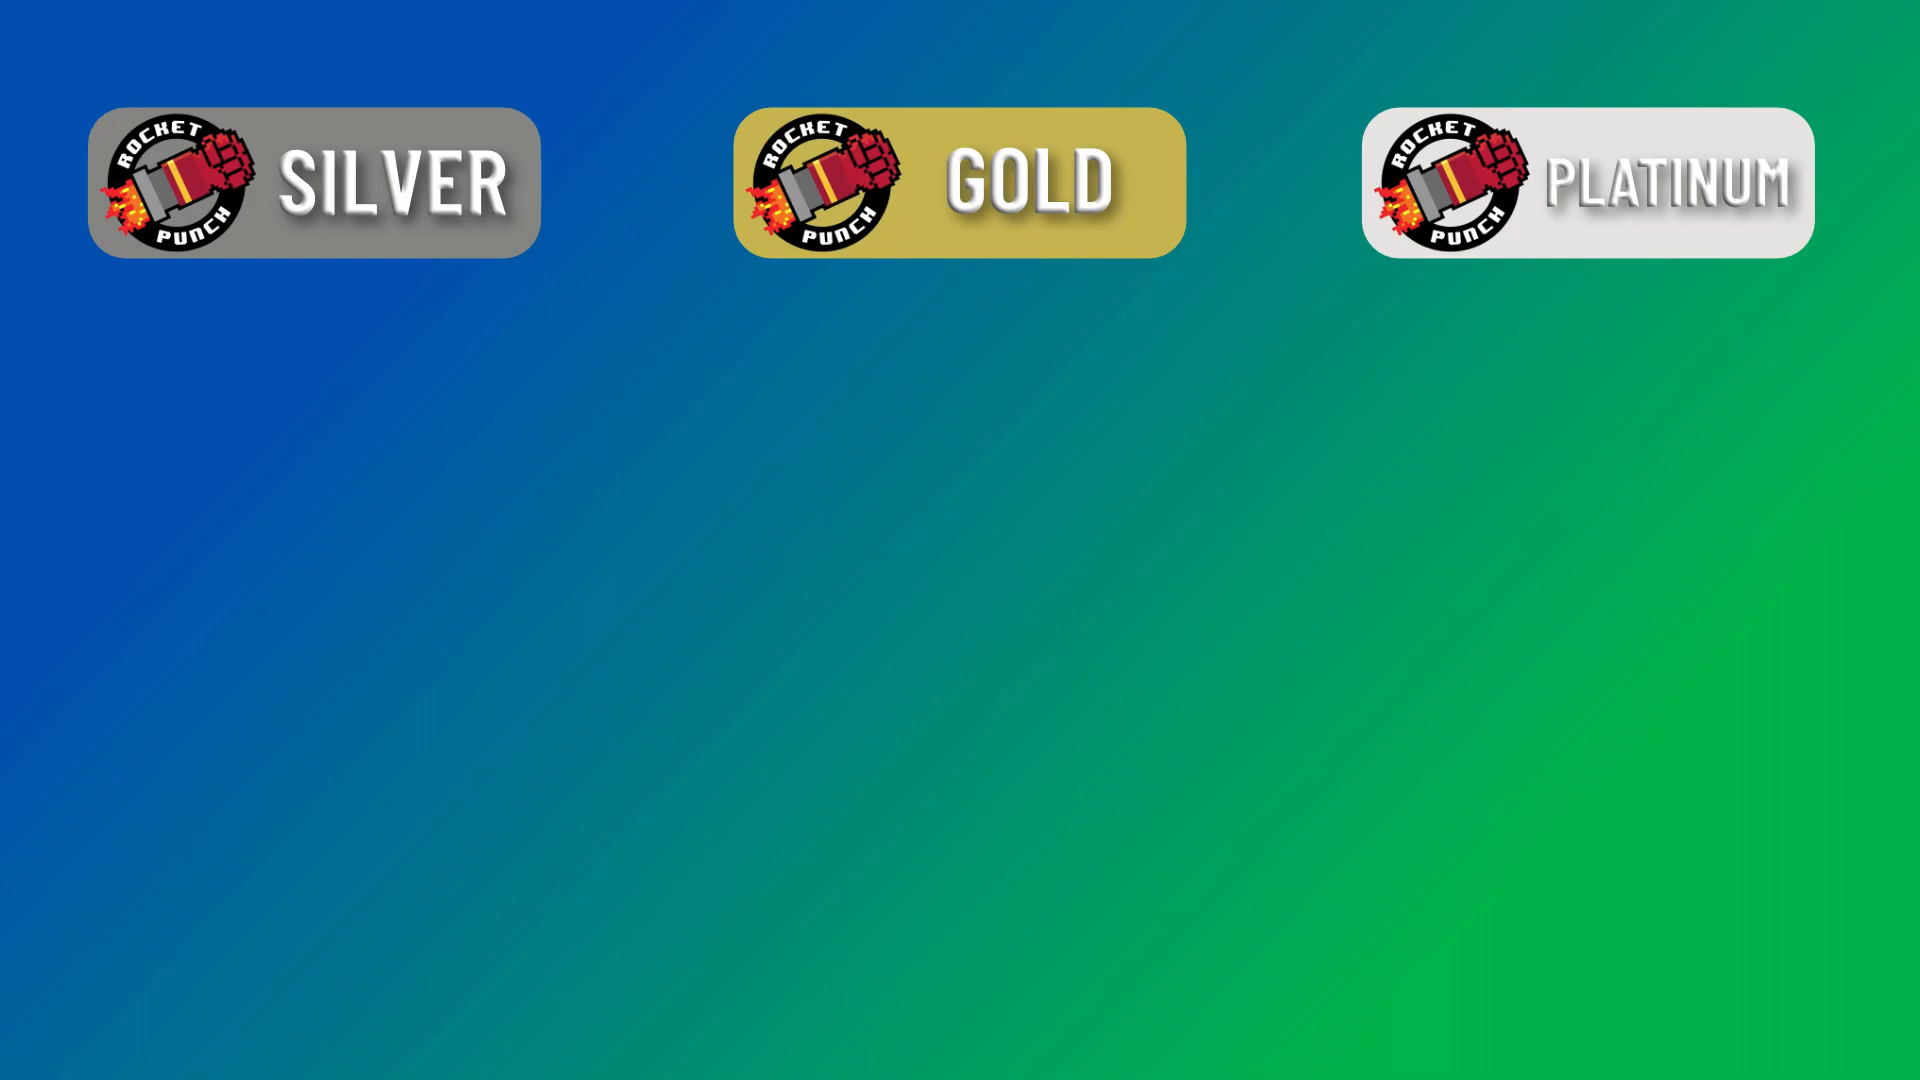 ROCKET
PUNCH
SILVER
ROCKET
PUNCH
GOLD
ROCKET
PUNCH
PLATINUM